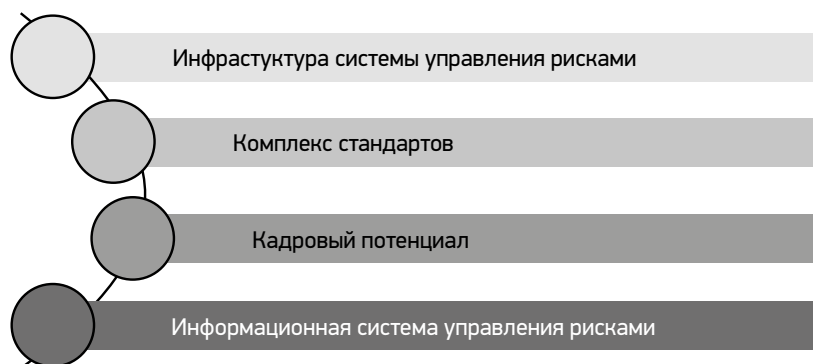 Инфрастуктура системы управления рисками
Комплекс стандартов
Кадровый потенциал
Информационная система управления рисками